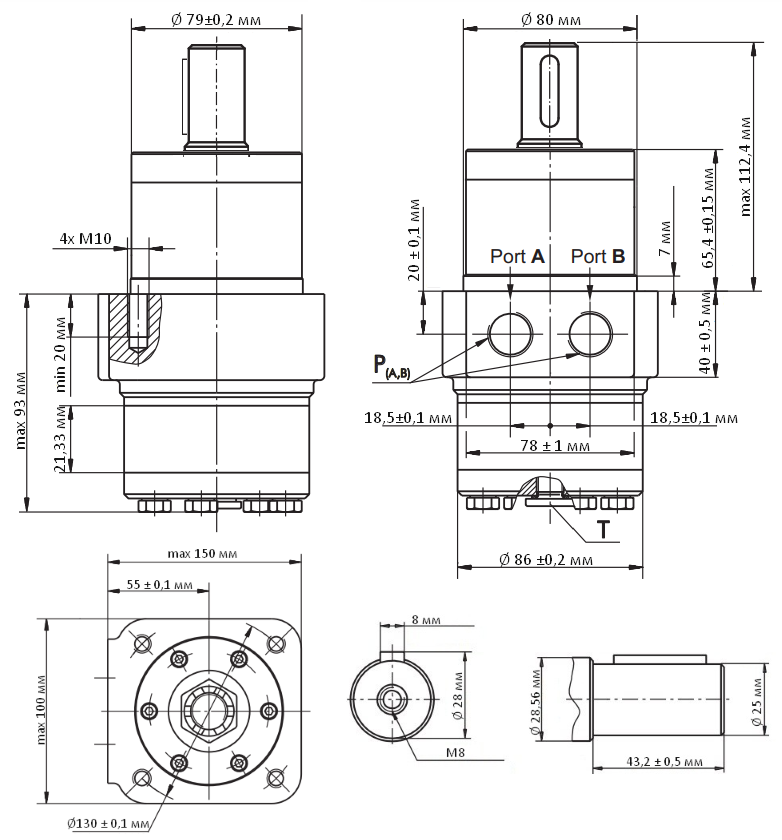 Ø 79±0,2 мм
Ø 80 мм
4x M10
20 ± 0,1 мм
Port A
Port B
7 мм
65,4 ±0,15 мм
max 112,4 мм
min 20 мм
max 93 мм
21,33 мм
P(A,B)
40 ± 0,5 мм
18,5±0,1 мм
18,5±0,1 мм
78 ± 1 мм
T
Ø 86 ±0,2 мм
max 150 мм
55 ± 0,1 мм
max 100 мм
Ø130 ± 0,1 мм
8 мм
Ø 28 мм
M8
Ø 28.56 мм
Ø 25 мм
43,2 ± 0,5 мм